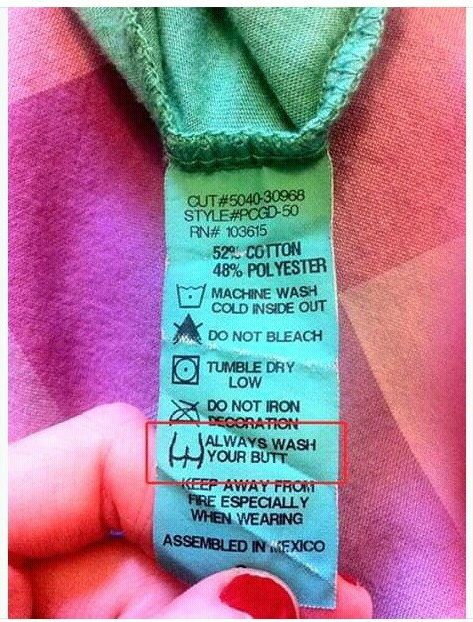 CUT#5040-30968
STYLE#PCGD-50
RN# 103615
52% COTTON
48% POLYESTER
MACHINE WASH
COLD INSIDE OUT
DO NOT BLEACH
TUMBLE DRY
LOW
DO NOT IRON
DECORATION
ALWAYS WASH
YOUR BUTT
KEEP AWAY FROM
FIRE ESPECIALLY
WHEN WEARING
ASSEMBLED IN MEXICO